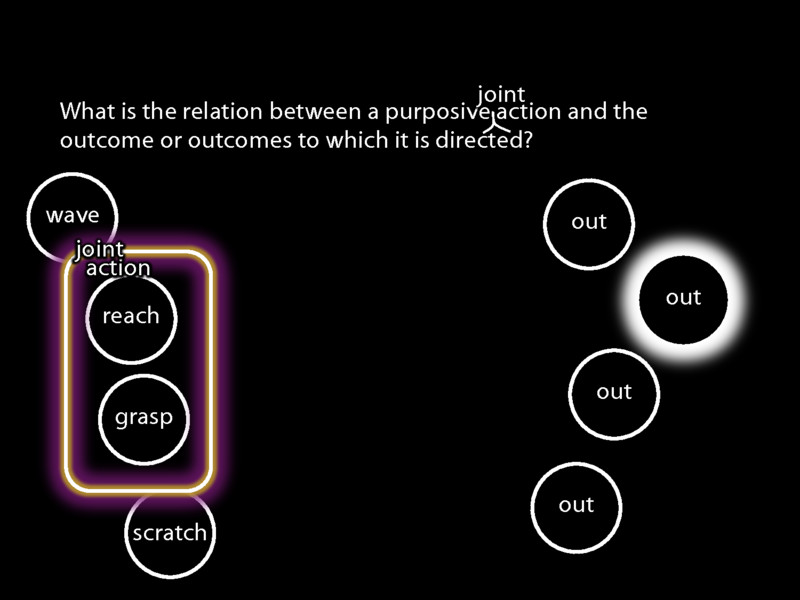 joint
What is the relation between a purposive action and the
outcome or outcomes to which it is directed?
wave
out
joint
action
out
reach
out
grasp
out
scratch